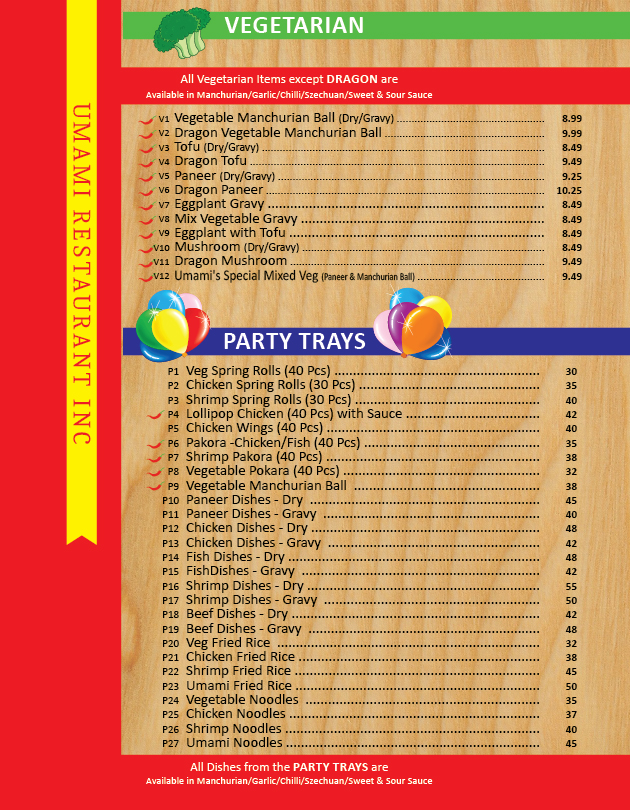 UMAMI RESTAURANT INC
VEGETARIAN
All Vegetarian Items except DRAGON are
Available in Manchurian/Garlic/Chilli/Szechuan/Sweet & Sour Sauce
V1 Vegetable Manchurian Ball (Dry/Gravy) 8.99
V2 Dragon Vegetable Manchurian Ball 9.99
V3 Tofu (Dry/Gravy) 8.49
V4 Dragon Tofu 9.49
V5 Paneer (Dry/Gravy) 9.25
V6 Dragon Paneer 10.25
V7 Eggplant Gravy 8.49
V8 Mix Vegetable Gravy 8.49
V9 Eggplant with Tofu 8.49
V10 Mushroom (Dry/Gravy) 8.49
V11 Dragon Mushroom 9.49
V12 Umami's Special Mixed Veg (Paneer & Manchurian Ball) 9.49
PARTY TRAYS
P1 Veg Spring Rolls (40 Pcs) 30
P2 Chicken Spring Rolls (30 Pcs) 35
P3 Shrimp Spring Rolls (30 Pcs) 40
P4 Lollipop Chicken (40 Pcs) with Sauce 42
P5 Chicken Wings (40 Pcs) 40
P6 Pakora -Chicken/Fish (40 Pcs) 35
P7 Shrimp Pakora (40 Pcs) 38
P8 Vegetable Pokara (40 Pcs) 32
P9 Vegetable Manchurian Ball 38
P10 Paneer Dishes - Dry 45
P11 Paneer Dishes - Gravy 40
P12 Chicken Dishes - Dry 48
P13 Chicken Dishes - Gravy 42
P14 Fish Dishes - Dry 48
P15 FishDishes - Gravy 42
P16 Shrimp Dishes - Dry 55
P17 Shrimp Dishes - Gravy 50
P18 Beef Dishes - Dry 42
P19 Beef Dishes - Gravy 48
P20 Veg Fried Rice 32
P21 Chicken Fried Rice 38
P22 Shrimp Fried Rice 45
P23 Umami Fried Rice 50
P24 Vegetable Noodles 35
P25 Chicken Noodles 37
P26 Shrimp Noodles 40
P27 Umami Noodles 45
All Dishes from the PARTY TRAYS are
Available in Manchurian/Garlic/Chilli/Szechuan/Sweet & Sour Sauce